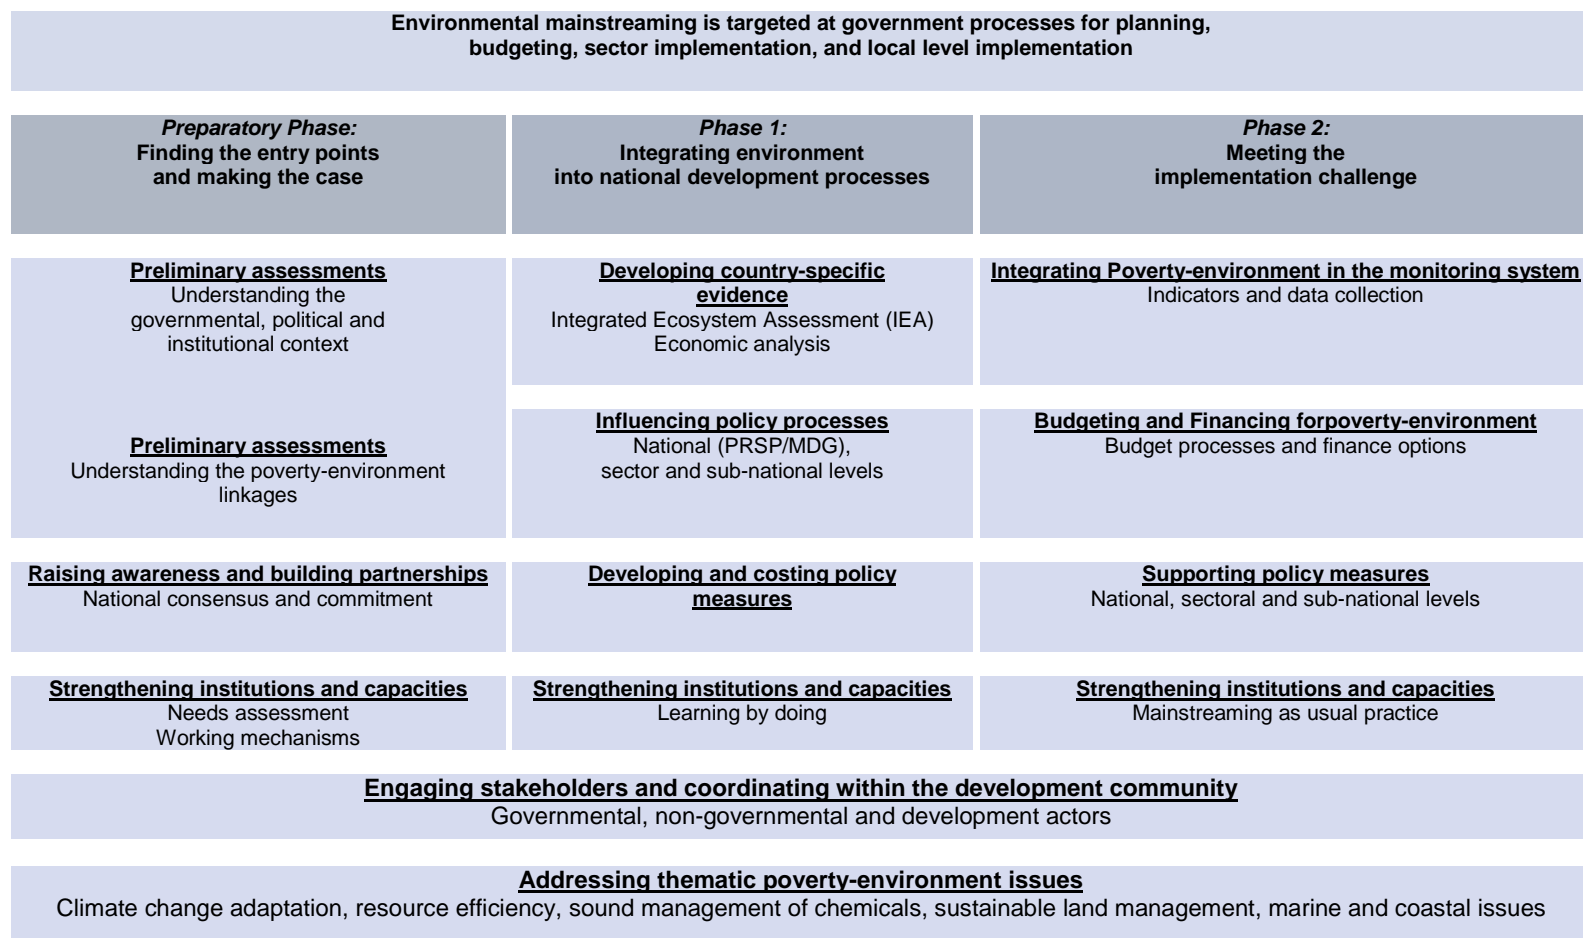 Environmental mainstreaming is targeted at government processes for planning,
budgeting, sector implementation, and local level implementation
Preparatory Phase:
Finding the entry points
and making the case
Phase 1:
Integrating environment
into national development processes
Phase 2:
Meeting the
implementation challenge
Preliminary assessments
Understanding the
governmental, political and
institutional context
Preliminary assessments
Understanding the poverty-environment
linkages
Developing country-specific
evidence
Integrated Ecosystem Assessment (IEA)
Economic analysis
Influencing policy processes
National (PRSP/MDG),
sector and sub-national levels
Integrating Poverty-environment in the monitoring system
Indicators and data collection
Budgeting and Financing forpoverty-environment
Budget processes and finance options
Raising awareness and building partnerships
National consensus and commitment
Developing and costing policy
measures
Supporting policy measures
National, sectoral and sub-national levels
Strengthening institutions and capacities
Needs assessment
Working mechanisms
Strengthening institutions and capacities
Learning by doing
Strengthening institutions and capacities
Mainstreaming as usual practice
Engaging stakeholders and coordinating within the development community
Governmental, non-governmental and development actors
Addressing thematic poverty-environment issues
Climate change adaptation, resource efficiency, sound management of chemicals, sustainable land management, marine and coastal issues